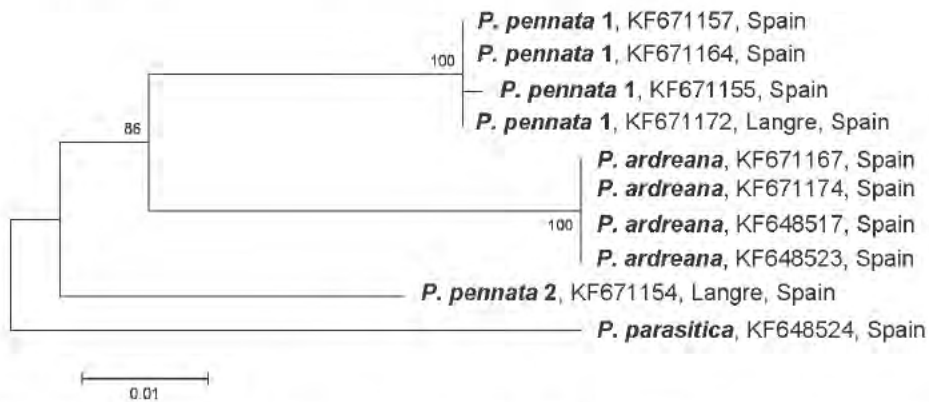 P. pennata 1, KF671157, Spain
P. pennata 1, KF671164, Spain
100
P. pennata 1, KF671155, Spain
P. pennata 1, KF671172, Langre, Spain
86
P. ardreana, KF671167, Spain
P. ardreana, KF671174, Spain
100
P. ardreana, KF648517, Spain
P. ardreana, KF648523, Spain
P. pennata 2, KF671154, Langre, Spain
P. parasitica, KF648524, Spain
0.01